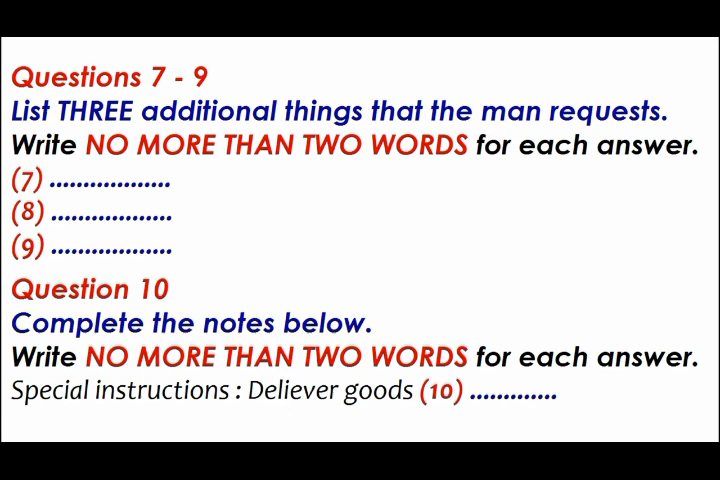 Questions 7 - 9
List THREE additional things that the man requests.
Write NO MORE THAN TWO WORDS for each answer.
(7) ..................
(8) ..................
(9) ..................
Question 10
Complete the notes below.
Write NO MORE THAN TWO WORDS for each answer.
Special instructions : Deliever goods (10) .............